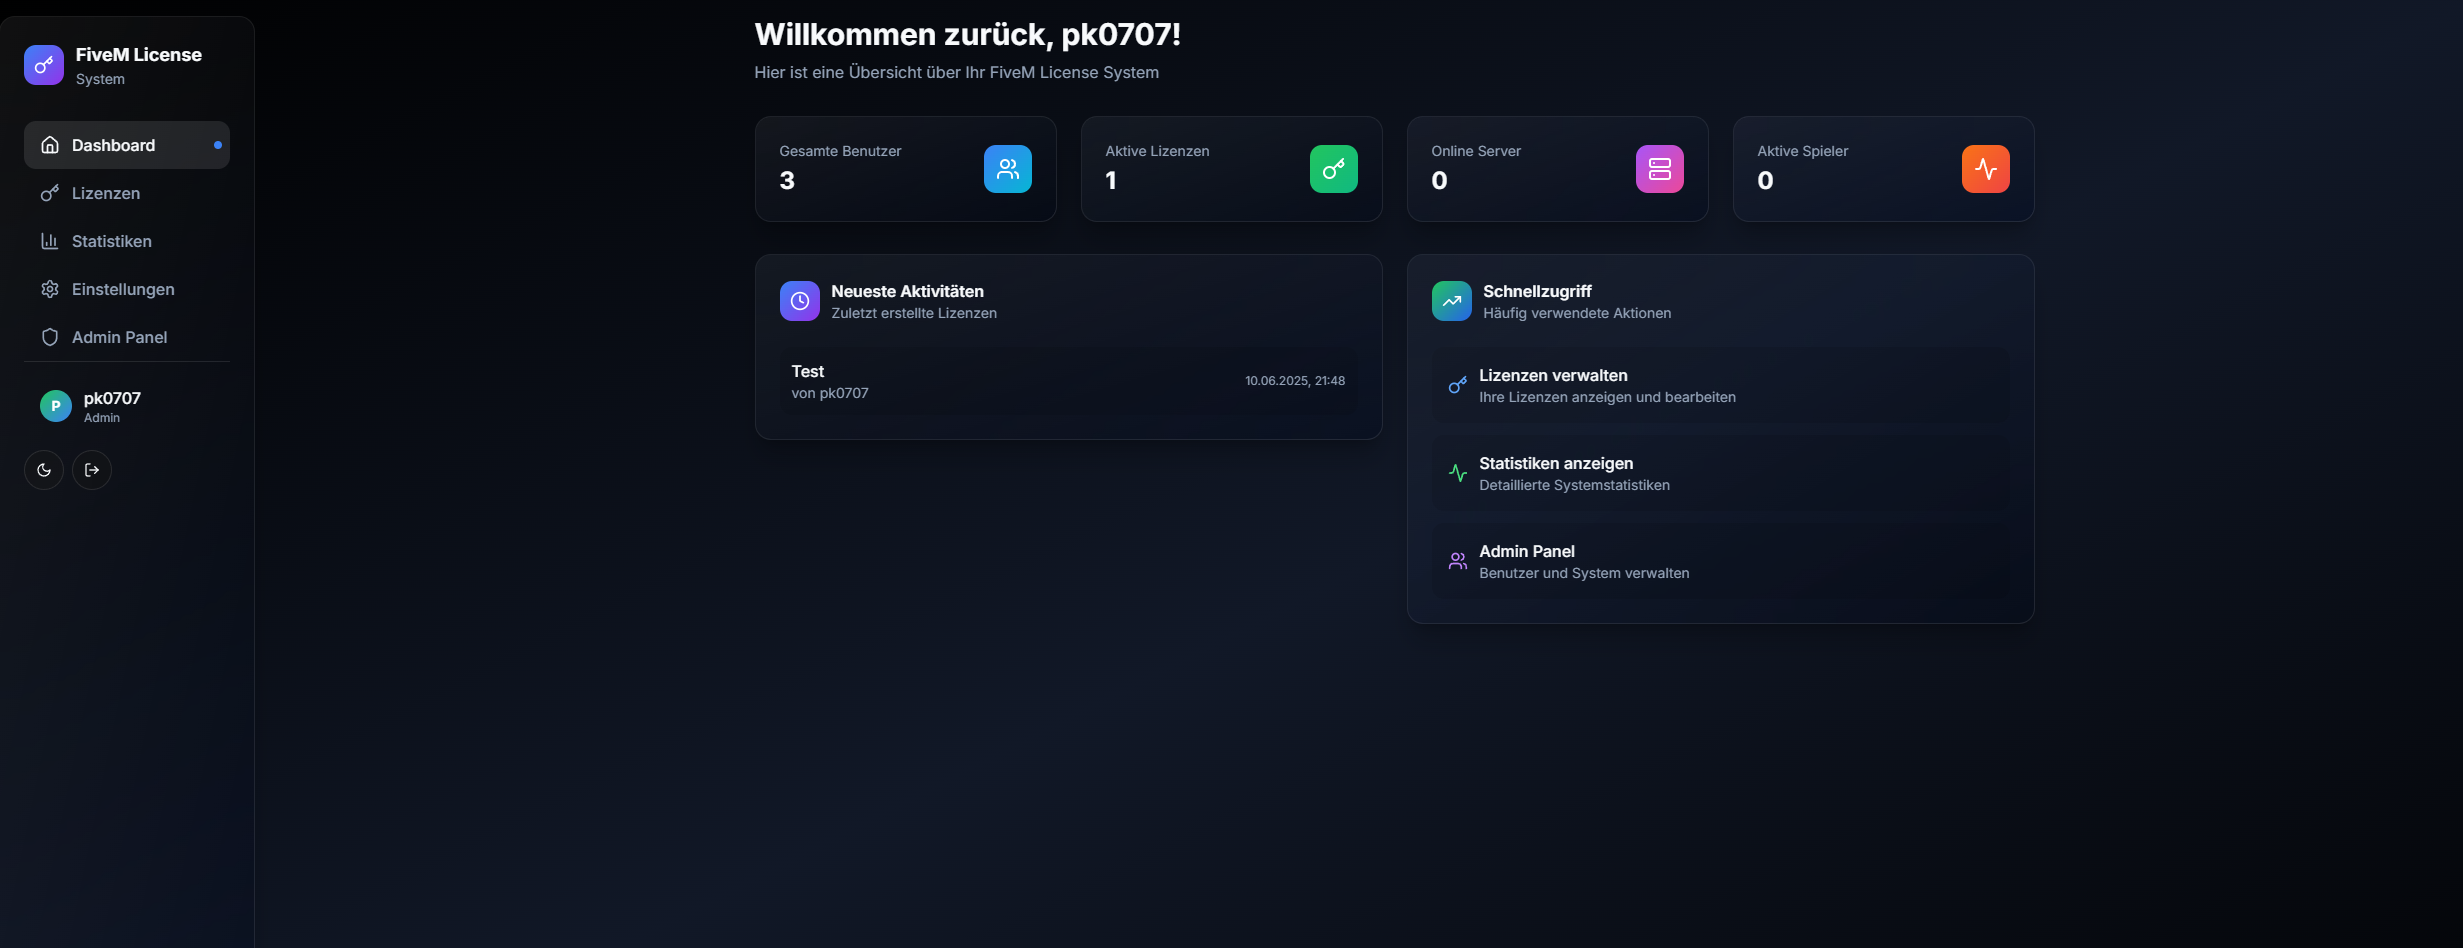 FiveM License
System
Dashboard
Lizenzen
Statistiken
Einstellungen
Admin Panel
P
pk0707
Admin
Willkommen zurück, pk0707!
Hier ist eine Übersicht über Ihr FiveM License System
Gesamte Benutzer
3
Aktive Lizenzen
1
Online Server
0
Aktive Spieler
0
Neueste Aktivitäten
Zuletzt erstellte Lizenzen
Test
von pk0707
10.06.2025, 21:48
Schnellzugriff
Häufig verwendete Aktionen
Lizenzen verwalten
Ihre Lizenzen anzeigen und bearbeiten
Statistiken anzeigen
Detaillierte Systemstatistiken
Admin Panel
Benutzer und System verwalten